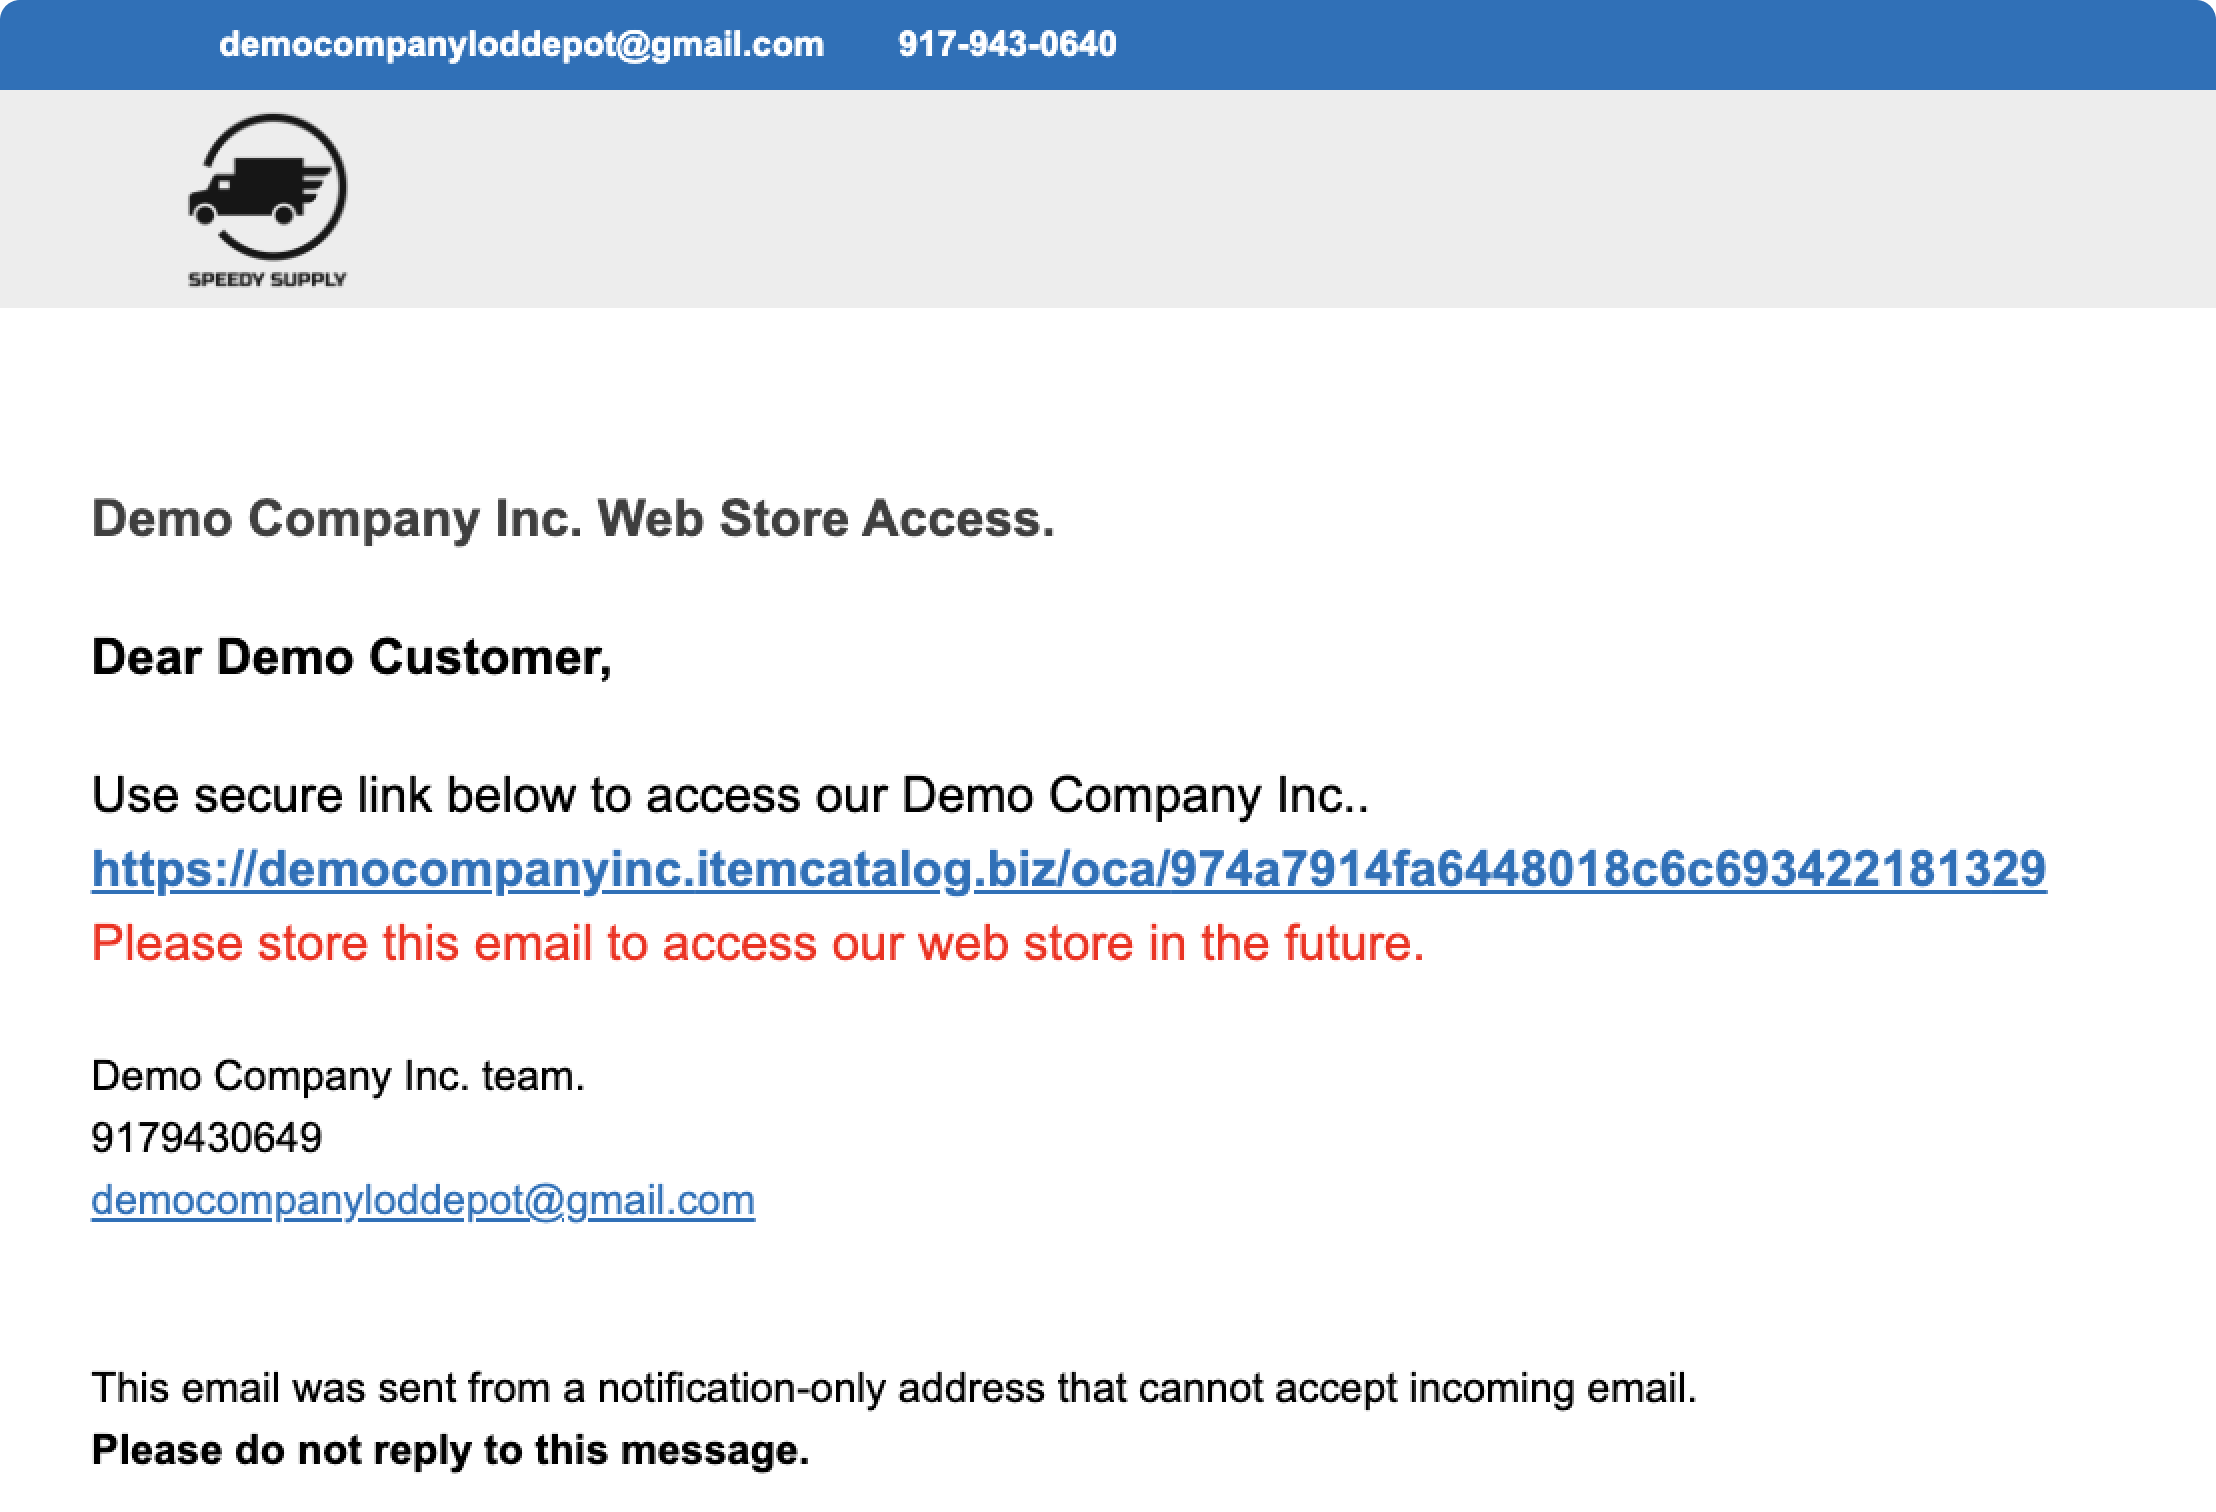 democompanyloddepot@gmail.com 917-943-0640
SPEEDY SUPPLY
Demo Company Inc. Web Store Access.
Dear Demo Customer,
Use secure link below to access our Demo Company Inc..
https://democompanyinc.itemcatalog.biz/oca/974a7914fa6448018c6c693422181329
Please store this email to access our web store in the future.
Demo Company Inc. team.
9179430649
democompanyloddepot@gmail.com
This email was sent from a notification-only address that cannot accept incoming email.
Please do not reply to this message.